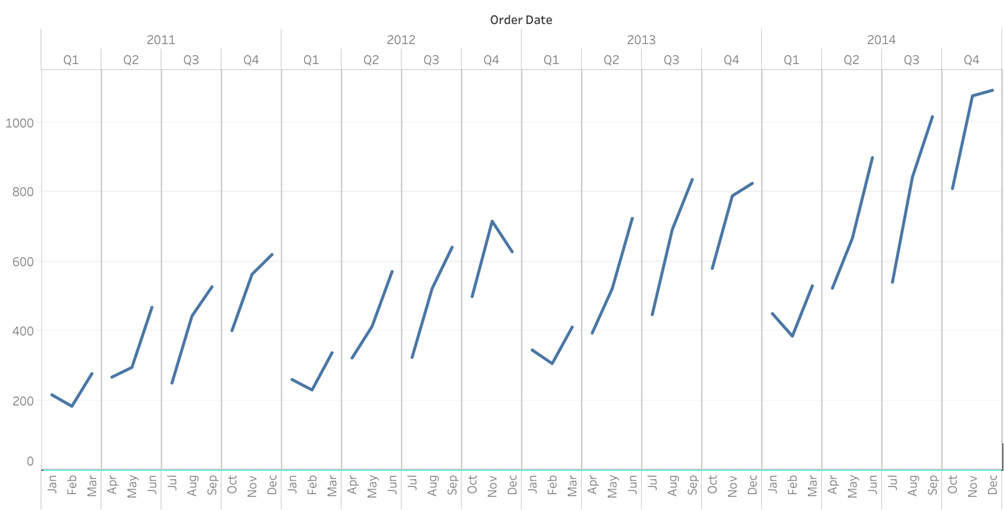 Order Date
2011 2012 2013 2014
Q1 Q2 Q3 Q4 Q1 Q2 Q3 Q4 Q1 Q2 Q3 Q4 Q1 Q2 Q3 Q4
1000
800
600
400
200
0
Jan Feb Mar Apr May Jun Jul Aug Sep Oct Nov Dec Jan Feb Mar Apr May Jun Jul Aug Sep Oct Nov Dec Jan Feb Mar Apr May Jun Jul Aug Sep Oct Nov Dec Jan Feb Mar Apr May Jun Jul Aug Sep Oct Nov Dec